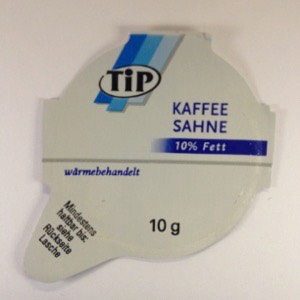 TiP
KAFFEE
SAHNE
10% Fett
wärmebehandelt
Mindestens
haltbar bis:
siehe
Rückseite
Lasche
10 g